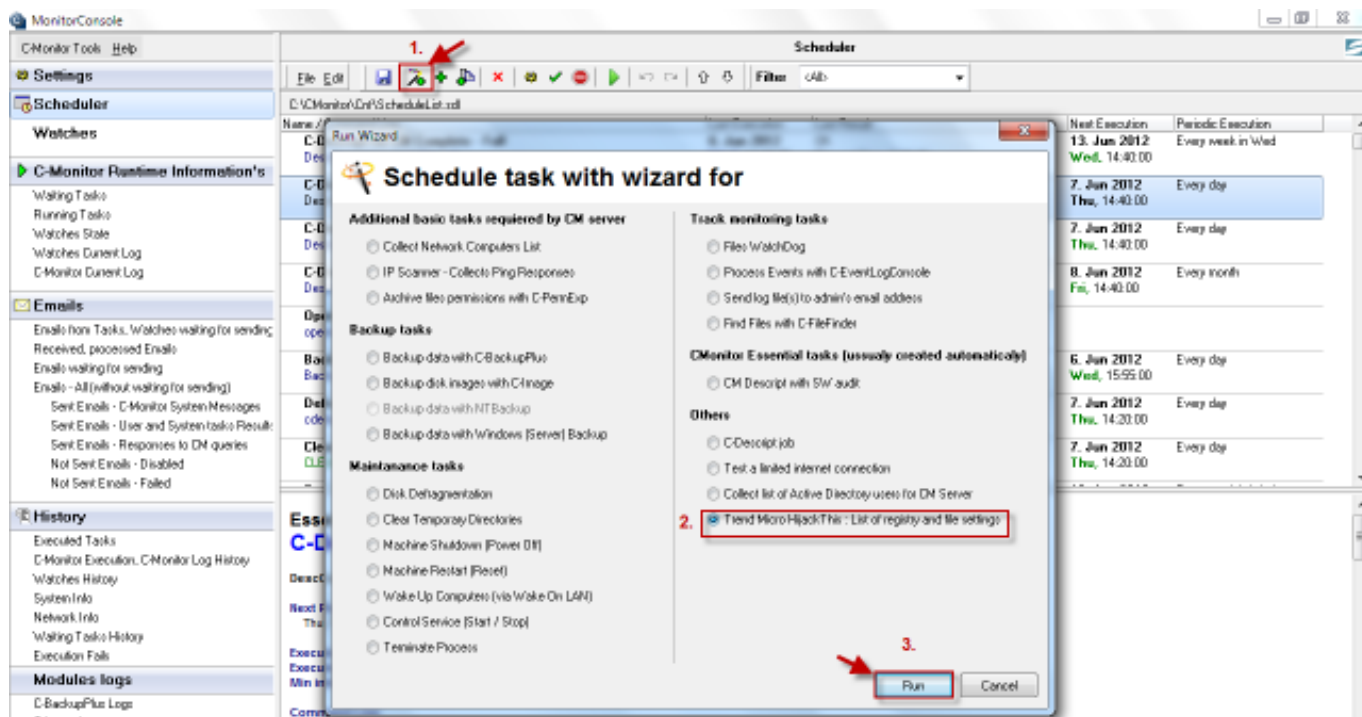 MonitorConsole
C-Monitor Tools Help
Settings
Scheduler
Watches
C-Monitor Runtime Information's
Waiting Tasks
Running Tasks
Watches State
Watches Current Log
C-Monitor Current Log
Emails
Emails from Tasks, Watches waiting for sending
Received, processed Emails
Emails waiting for sending
Emails - All (without waiting for sending)
Sent Emails - C-Monitor System Messages
Sent Emails - User and System tasks Results
Sent Emails - Responses to CM queries
Not Sent Emails - Disabled
Not Sent Emails - Failed
History
Executed Tasks
C-Monitor Execution, C-Monitor Log History
Watches History
System Info
Network Info
Waiting Tasks History
Execution Fails
Modules logs
C-BackupPlus Logs
Scheduler
1.
File Edit
Filter <All>
C:\CMonitor\Cnf\ScheduleList.sdl
Next Execution Periodic Execution
13. Jun 2012 Every week in Wed
Wed, 14:40:00
7. Jun 2012 Every day
Thu, 14:40:00
7. Jun 2012 Every day
Thu, 14:40:00
8. Jun 2012 Every month
Fri, 14:40:00
6. Jun 2012 Every day
Wed, 15:55:00
7. Jun 2012 Every day
Thu, 14:20:00
7. Jun 2012 Every day
Thu, 14:20:00
Run Wizard
Schedule task with wizard for
Additional basic tasks requiered by CM server
Collect Network Computers List
IP Scanner - Collects Ping Responses
Archive files permissions with C-PermExp
Backup tasks
Backup data with C-BackupPlus
Backup disk images with C-Image
Backup data with NTBackup
Backup data with Windows (Server) Backup
Maintanance tasks
Disk Defragmentation
Clear Temporary Directories
Machine Shutdown (Power Off)
Machine Restart (Reset)
Wake Up Computers (via Wake On LAN)
Control Service (Start / Stop)
Terminate Process
Track monitoring tasks
Files WatchDog
Process Events with C-EventLogConsole
Send log file(s) to admin's email address
Find Files with C-FileFinder
CMonitor Essential tasks (ussualy created automaticaly)
CM Descript with SW audit
Others
C-Descript job
Test a limited internet connection
Collect list of Active Directory users for CM Server
2. Trend Micro HijackThis : List of registry and file settings
3.
Run Cancel